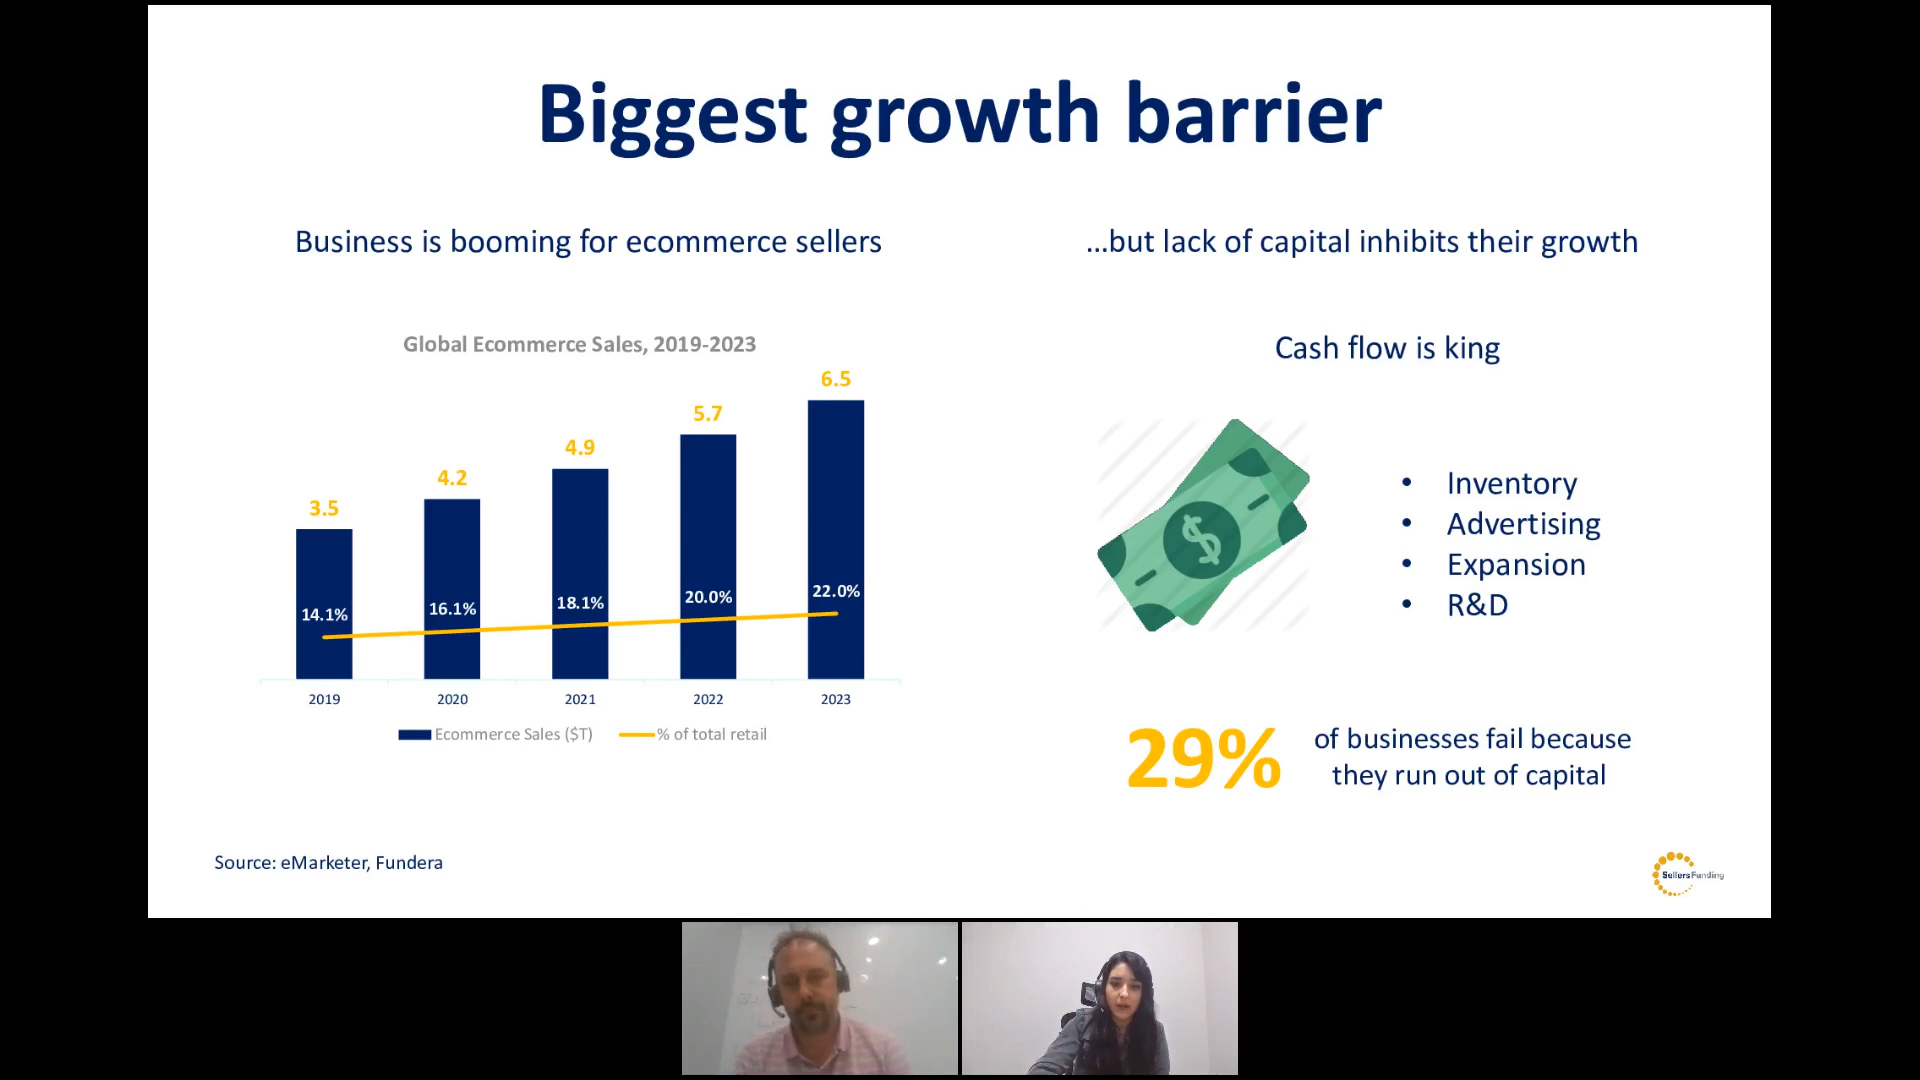 Biggest growth barrier
Business is booming for ecommerce sellers
...but lack of capital inhibits their growth
Global Ecommerce Sales, 2019-2023
3.5
4.2
4.9
5.7
6.5
14.1%
16.1%
18.1%
20.0%
22.0%
2019
2020
2021
2022
2023
Ecommerce Sales ($T)
% of total retail
Cash flow is king
$
• Inventory
• Advertising
• Expansion
• R&D
29%
of businesses fail because
they run out of capital
Source: eMarketer, Fundera
SellersFunding